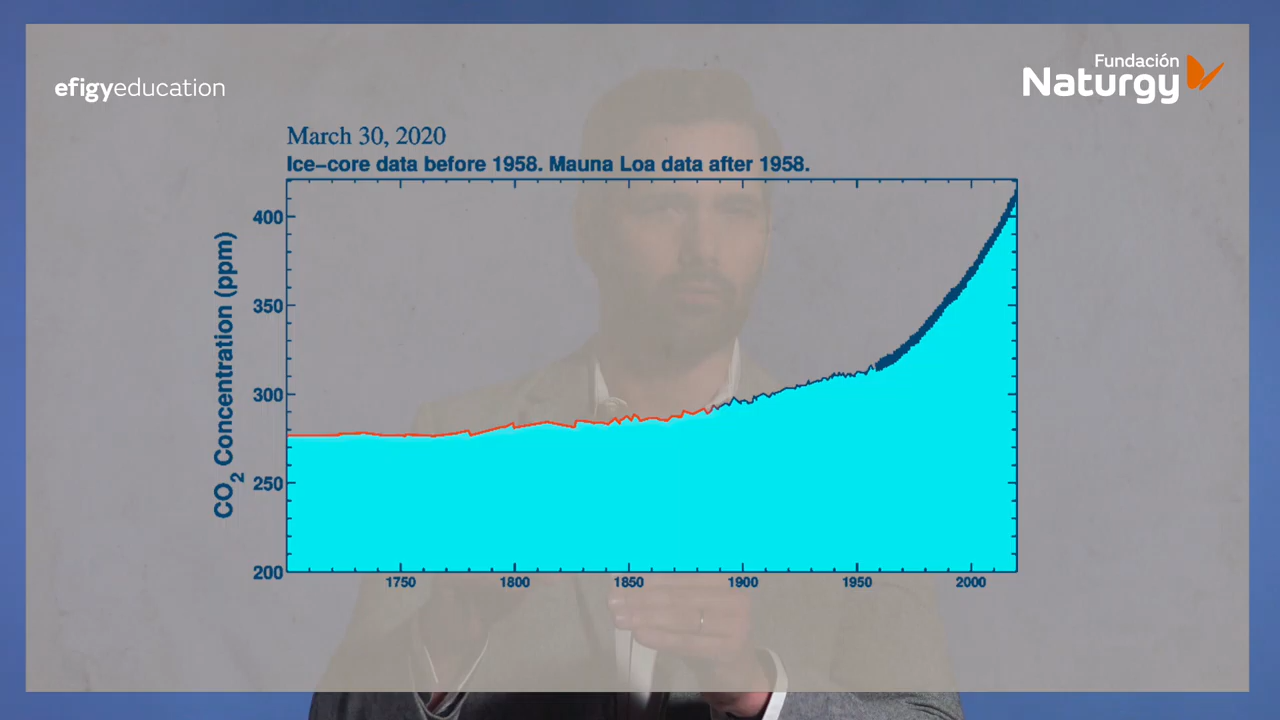 efigyeducation
Fundación
Naturgy
March 30, 2020
Ice-core data before 1958. Mauna Loa data after 1958.
CO2 Concentration (ppm)
400
350
300
250
200
1750 1800 1850 1900 1950 2000